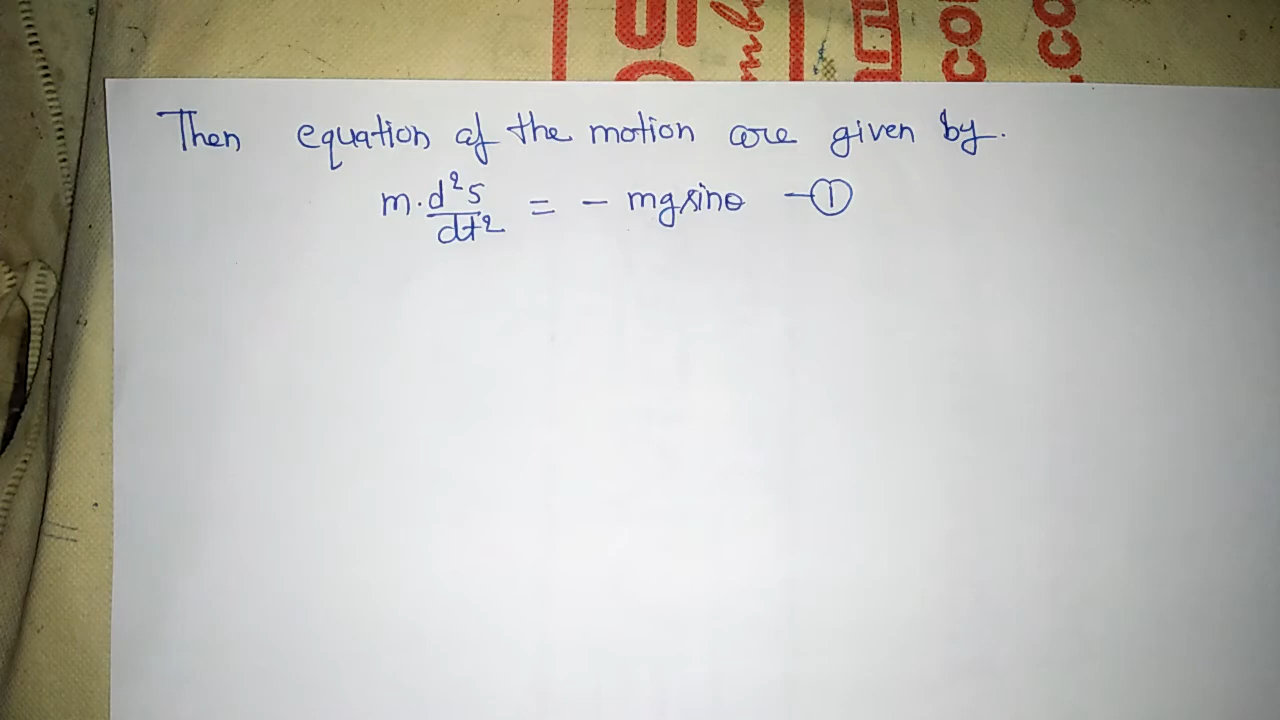 Then equation of the motion are given by.
m. d²s/dt² = - mg sinθ —①